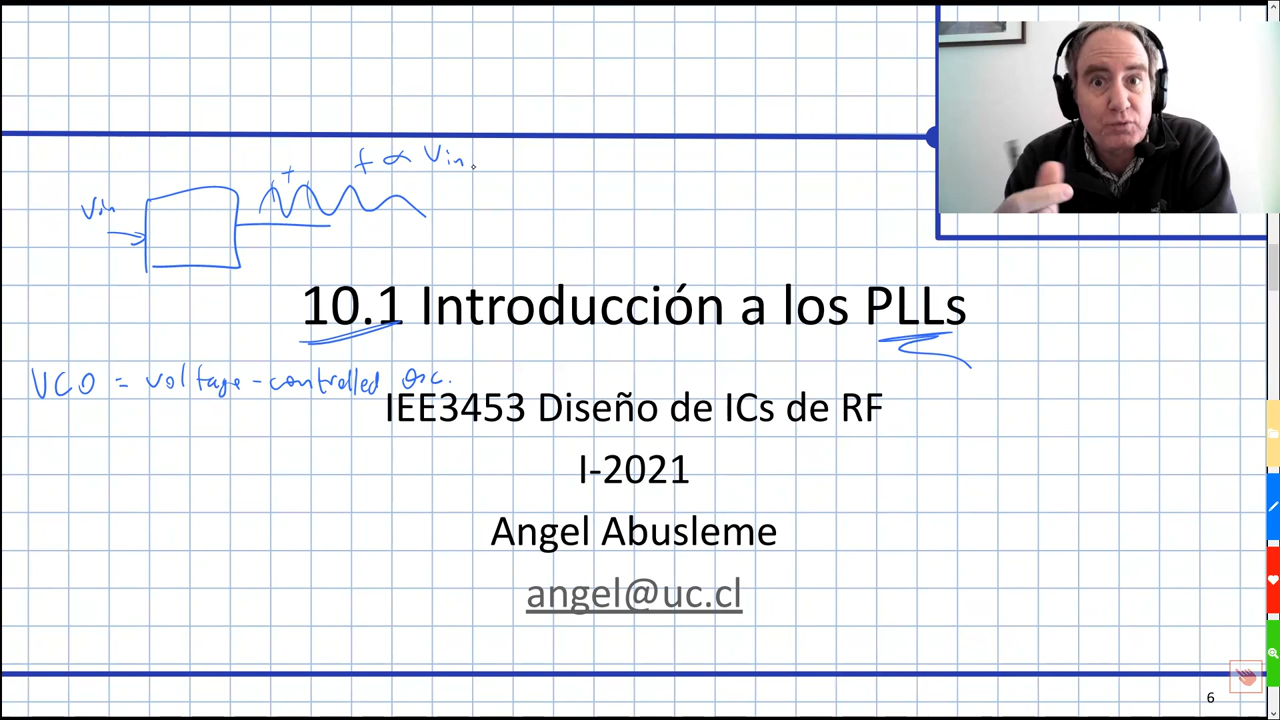 f ∝ Vin
Vin
10.1 Introducción a los PLLs
VCO = voltage-controlled osc.
IEE3453 Diseño de ICs de RF
I-2021
Angel Abusleme
angel@uc.cl
6